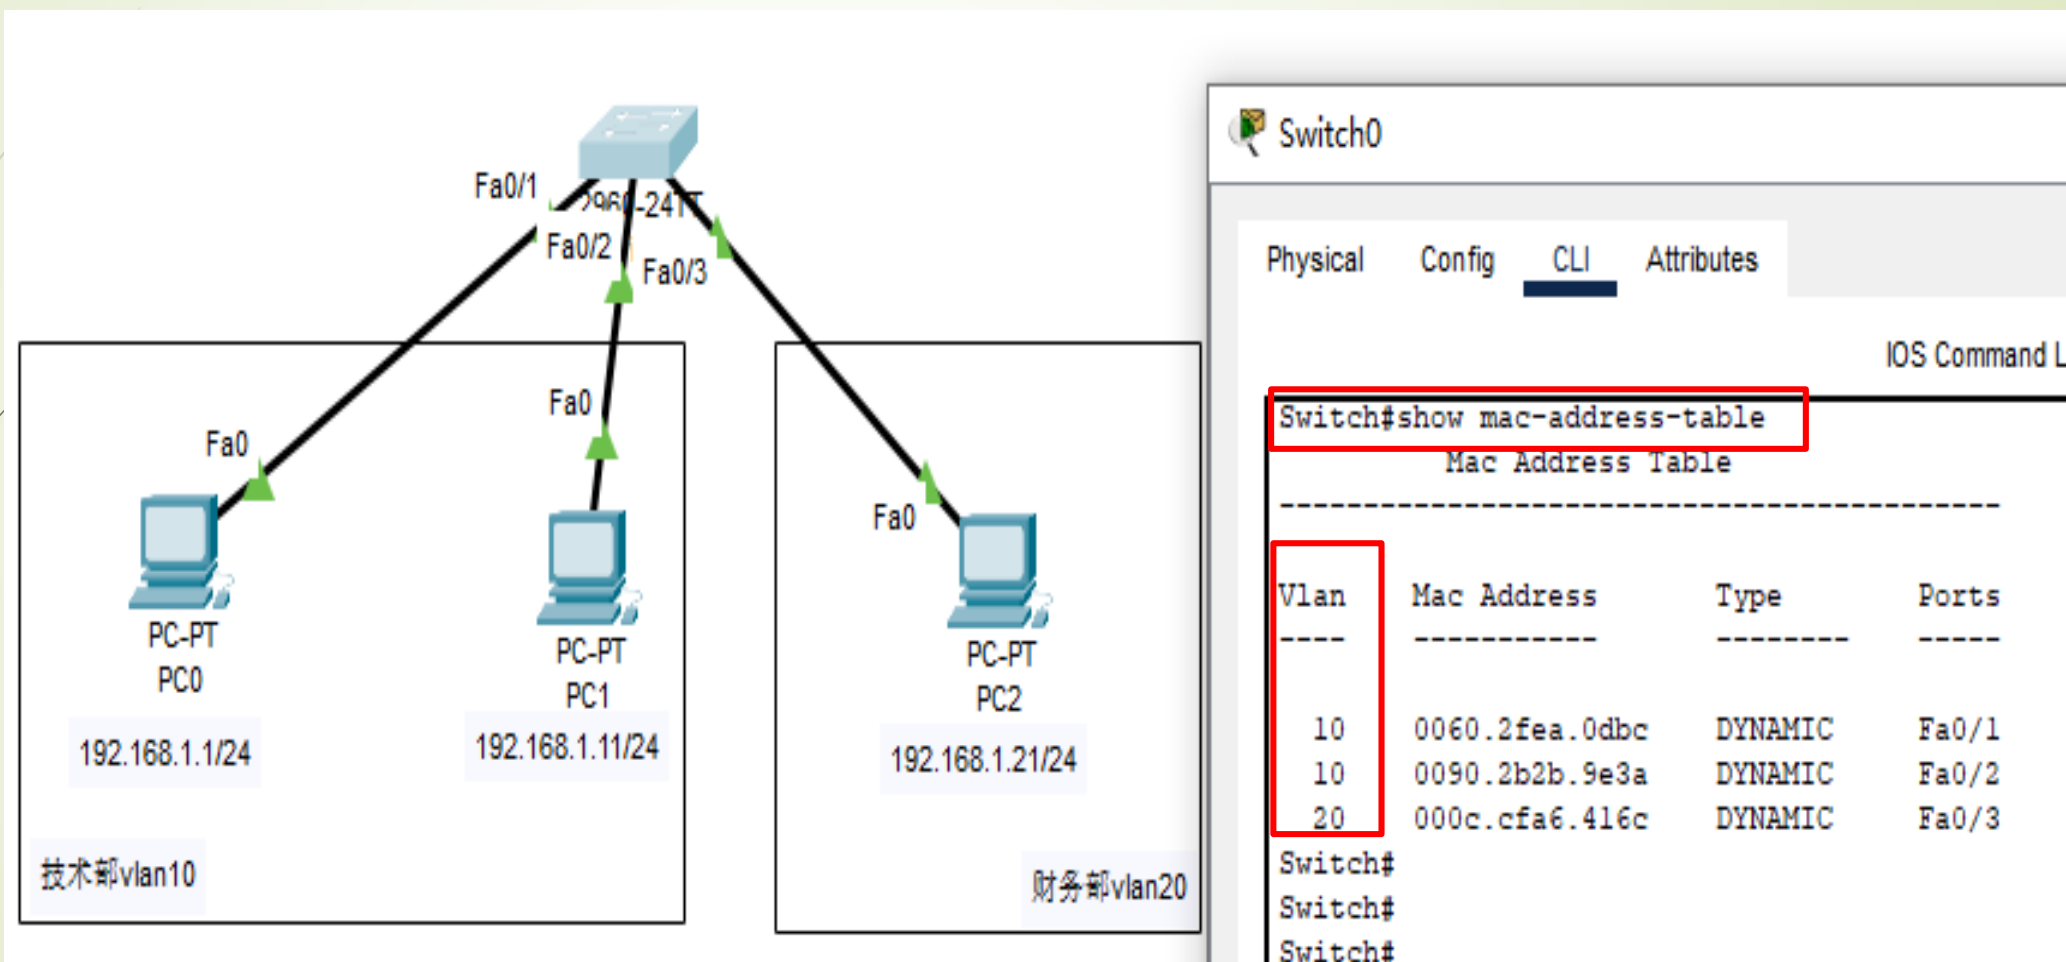 Fa0/1
2960-24TT
Fa0/2
Fa0/3
Fa0
Fa0
Fa0
PC-PT
PC0
192.168.1.1/24
PC-PT
PC1
192.168.1.11/24
PC-PT
PC2
192.168.1.21/24
技术部vlan10
财务部vlan20
Switch0
Physical Config CLI Attributes
IOS Command L
Switch#show mac-address-table
Mac Address Table
-------------------------------------------
Vlan Mac Address Type Ports
---- ----------- -------- -----
10 0060.2fea.0dbc DYNAMIC Fa0/1
10 0090.2b2b.9e3a DYNAMIC Fa0/2
20 000c.cfa6.416c DYNAMIC Fa0/3
Switch#
Switch#
Switch#